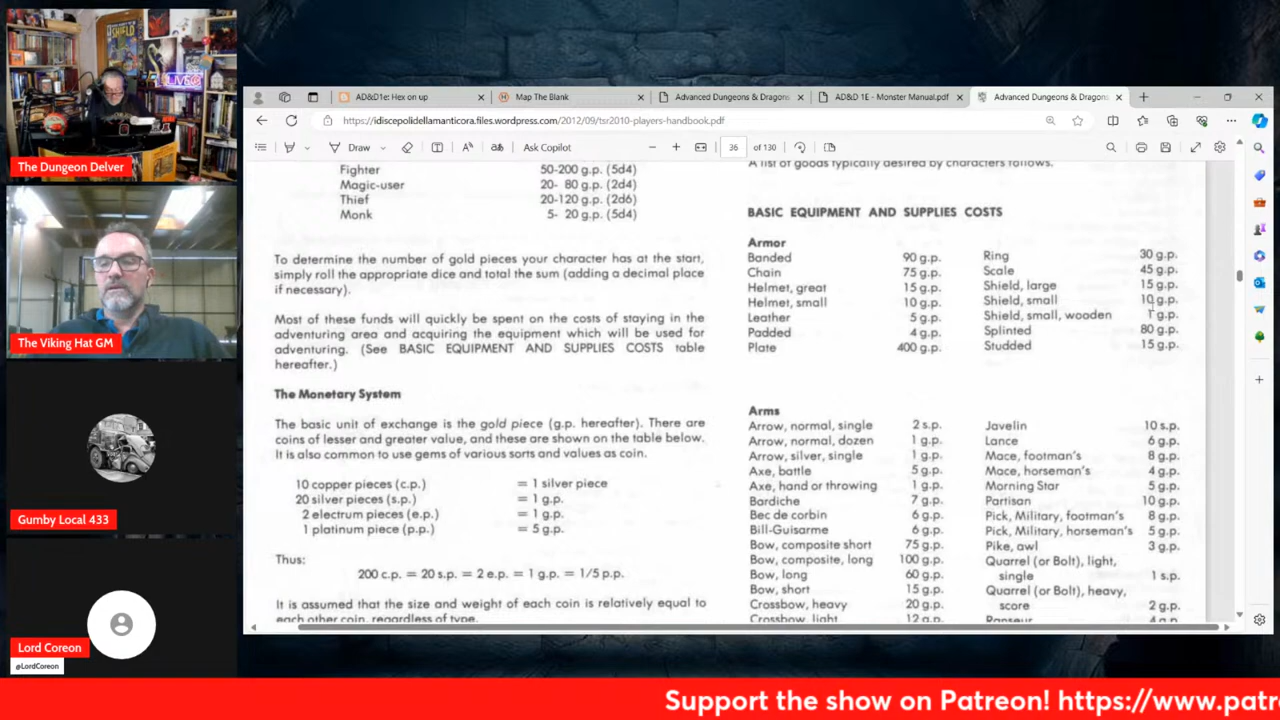 SHIELD
LIVE
The Dungeon Delver
The Viking Hat GM
Gumby Local 433
Lord Coreon
@LordCoreon
AD&D1e: Hex on up
Map The Blank
Advanced Dungeons & Dragons
AD&D 1E - Monster Manual.pdf
Advanced Dungeons & Dragons
https://idiscepolidellamanticora.files.wordpress.com/2012/09/tsr2010-players-handbook.pdf
Draw
Ask Copilot
36
of 130
Fighter 50-200 g.p. (5d4)
Magic-user 20- 80 g.p. (2d4)
Thief 20-120 g.p. (2d6)
Monk 5- 20 g.p. (5d4)
To determine the number of gold pieces your character has at the start,
simply roll the appropriate dice and total the sum (adding a decimal place
if necessary).
Most of these funds will quickly be spent on the costs of staying in the
adventuring area and acquiring the equipment which will be used for
adventuring. (See BASIC EQUIPMENT AND SUPPLIES COSTS table
hereafter.)
The Monetary System
The basic unit of exchange is the gold piece (g.p. hereafter). There are
coins of lesser and greater value, and these are shown on the table below.
It is also common to use gems of various sorts and values as coin.
10 copper pieces (c.p.) = 1 silver piece
20 silver pieces (s.p.) = 1 g.p.
2 electrum pieces (e.p.) = 1 g.p.
1 platinum piece (p.p.) = 5 g.p.
Thus:
200 c.p. = 20 s.p. = 2 e.p. = 1 g.p. = 1/5 p.p.
It is assumed that the size and weight of each coin is relatively equal to
each other coin, regardless of type.
A list of goods typically desired by characters follows.
BASIC EQUIPMENT AND SUPPLIES COSTS
Armor
Banded 90 g.p. Ring 30 g.p.
Chain 75 g.p. Scale 45 g.p.
Helmet, great 15 g.p. Shield, large 15 g.p.
Helmet, small 10 g.p. Shield, small 10 g.p.
Leather 5 g.p. Shield, small, wooden 1 g.p.
Padded 4 g.p. Splinted 80 g.p.
Plate 400 g.p. Studded 15 g.p.
Arms
Arrow, normal, single 2 s.p. Javelin 10 s.p.
Arrow, normal, dozen 1 g.p. Lance 6 g.p.
Arrow, silver, single 1 g.p. Mace, footman's 8 g.p.
Axe, battle 5 g.p. Mace, horseman's 4 g.p.
Axe, hand or throwing 1 g.p. Morning Star 5 g.p.
Bardiche 7 g.p. Partisan 10 g.p.
Bec de corbin 6 g.p. Pick, Military, footman's 8 g.p.
Bill-Guisarme 6 g.p. Pick, Military, horseman's 5 g.p.
Bow, composite short 75 g.p. Pike, awl 3 g.p.
Bow, composite, long 100 g.p. Quarrel (or Bolt), light,
Bow, long 60 g.p. single 1 s.p.
Bow, short 15 g.p. Quarrel (or Bolt), heavy,
Crossbow, heavy 20 g.p. score 2 g.p.
Crossbow, light 12 g.p. Ranseur 4 g.p.
Support the show on Patreon! https://www.patr